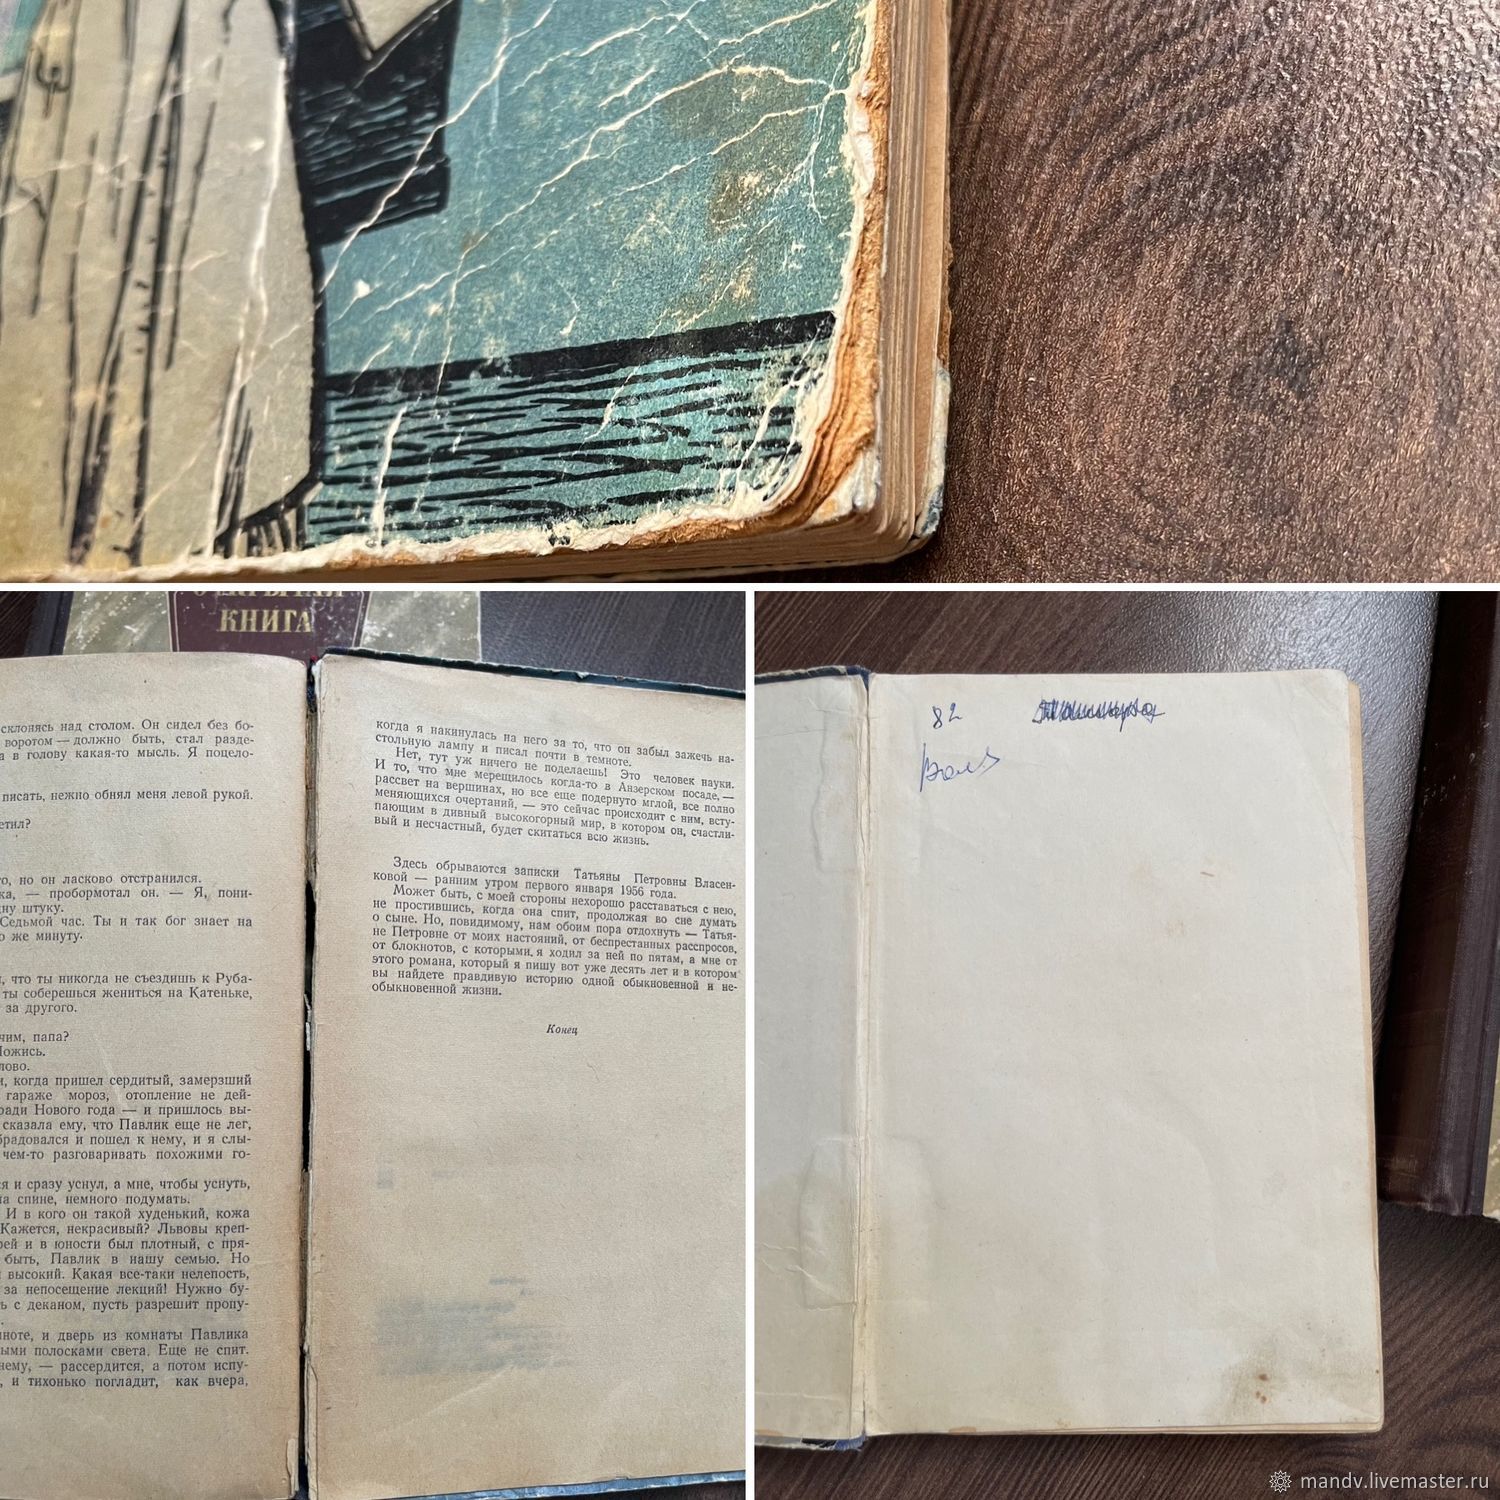 КНИГА
склонясь над столом. Он сидел без бо-
воротом — должно быть, стал разде-
а в голову какая-то мысль. Я поцело-
писать, нежно обнял меня левой рукой.
етил?
го, но он ласково отстранился.
ка, — пробормотал он. — Я, пони-
дну штуку.
Седьмой час. Ты и так бог знает на
о же минуту.
, что ты никогда не съездишь к Руба-
ты соберешься жениться на Катеньке,
за другого.
чим, папа?
Ложись.
лово.
и, когда пришел сердитый, замерзший
гараже мороз, отопление не дей-
ради Нового года — и пришлось вы-
сказала ему, что Павлик еще не лег,
брадовался и пошел к нему, и я слы-
чем-то разговаривать похожими го-
я и сразу уснул, а мне, чтобы уснуть,
на спине, немного подумать.
И в кого он такой худенький, кожа
Кажется, некрасивый? Львовы креп-
рей и в юности был плотный, с пря-
быть, Павлик в нашу семью. Но
высокий. Какая все-таки нелепость,
за непосещение лекций! Нужно бу-
ь с деканом, пусть разрешит пропу-
мноте, и дверь из комнаты Павлика
ыми полосками света. Еще не спит.
нему, — рассердится, а потом испу-
, и тихонько погладит, как вчера,
когда я накинулась на него за то, что он забыл зажечь на-
стольную лампу и писал почти в темноте.
Нет, тут уж ничего не поделаешь! Это человек науки.
И то, что мне мерещилось когда-то в Анзерском посаде, —
рассвет на вершинах, но все еще подернуто мглой, все полно
меняющихся очертаний, — это сейчас происходит с ним, всту-
пающим в дивный высокогорный мир, в котором он, счастли-
вый и несчастный, будет скитаться всю жизнь.
Здесь обрываются записки Татьяны Петровны Власен-
ковой — ранним утром первого января 1956 года.
Может быть, с моей стороны нехорошо расставаться с нею,
не простившись, когда она спит, продолжая во сне думать
о сыне. Но, повидимому, нам обоим пора отдохнуть — Татья-
не Петровне от моих настояний, от беспрестанных расспросов,
от блокнотов, с которыми я ходил за ней по пятам, а мне от
этого романа, который я пишу вот уже десять лет и в котором
вы найдете правдивую историю одной обыкновенной и не-
обыкновенной жизни.
Конец
82
mandv.livemaster.ru